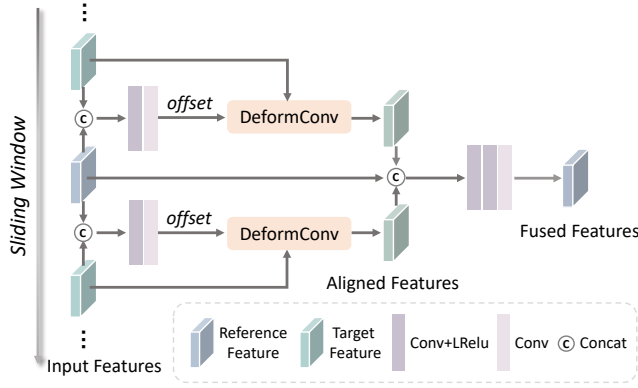 Sliding Window
offset
DeformConv
C
C
offset
DeformConv
C
Fused Features
Aligned Features
Input Features
Reference
Feature
Target
Feature
Conv+LRelu
Conv
C Concat